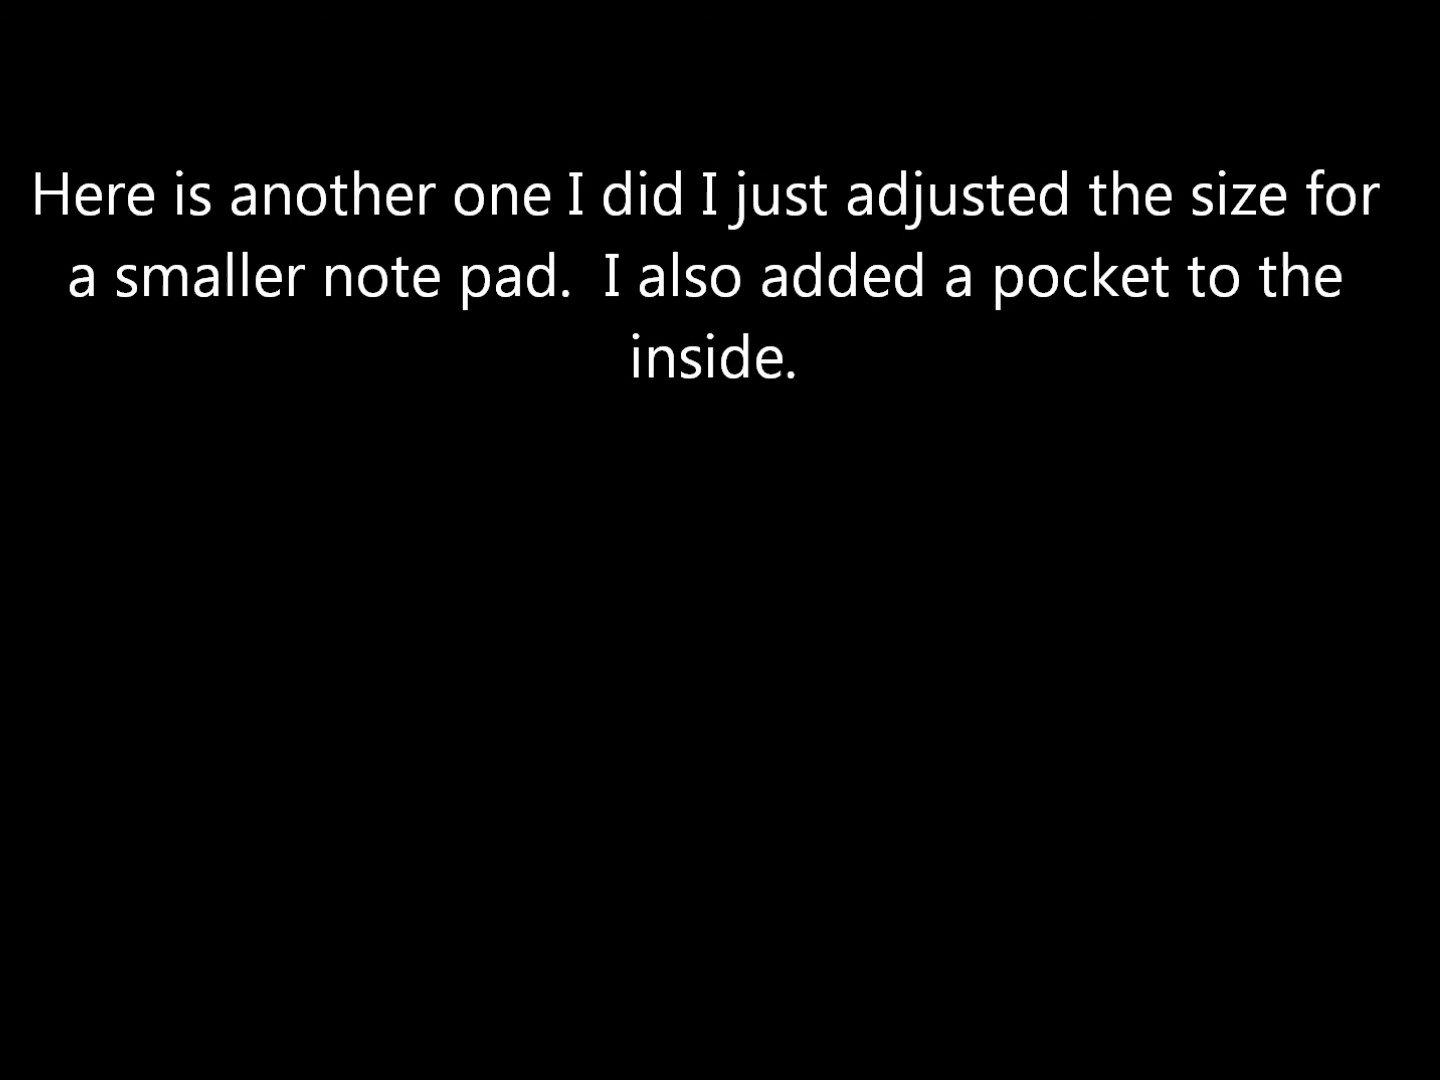 Here is another one I did I just adjusted the size for
a smaller note pad.  I also added a pocket to the
inside.